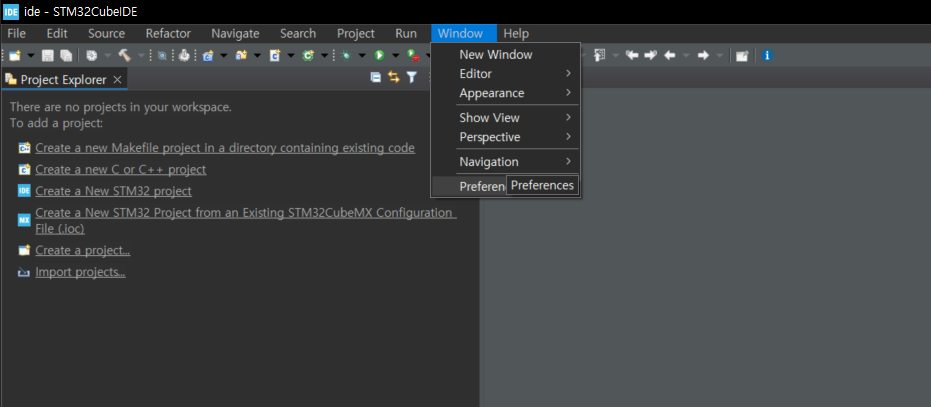 IDE ide - STM32CubeIDE
File Edit Source Refactor Navigate Search Project Run Window Help
New Window
Editor
Appearance
Show View
Perspective
Navigation
Preferen
Preferences
Project Explorer
There are no projects in your workspace.
To add a project:
Create a new Makefile project in a directory containing existing code
Create a new C or C++ project
IDE Create a New STM32 project
MX Create a New STM32 Project from an Existing STM32CubeMX Configuration
File (.ioc)
Create a project...
Import projects...